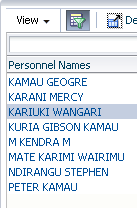 View De
Personnel Names
KAMAU GEOGRE
KARANI MERCY
KARIUKI WANGARI
KURIA GIBSON KAMAU
M KENDRA M
MATE KARIMI WAIRIMU
NDIRANGU STEPHEN
PETER KAMAU